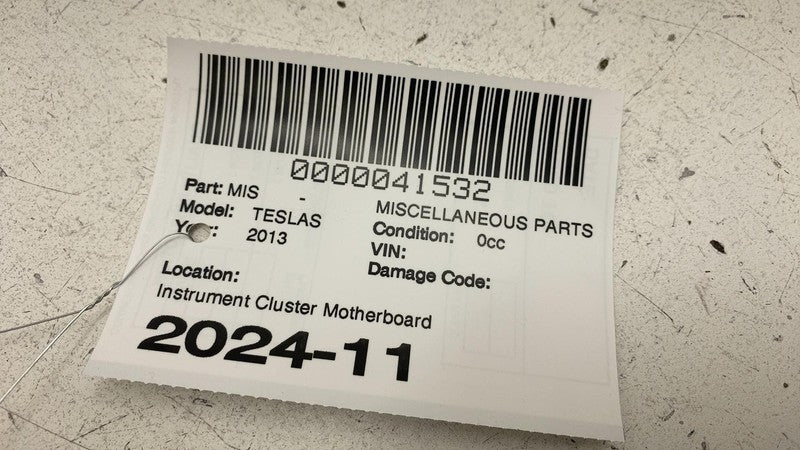 0000041532
Part: MIS - MISCELLANEOUS PARTS
Model: TESLAS Condition: 0cc
Year: 2013 VIN:
Damage Code:
Location:
Instrument Cluster Motherboard
2024-11